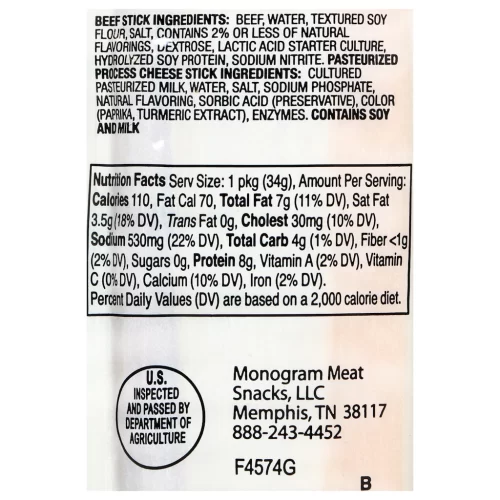 BEEF STICK INGREDIENTS: BEEF, WATER, TEXTURED SOY
FLOUR, SALT, CONTAINS 2% OR LESS OF NATURAL
FLAVORINGS, DEXTROSE, LACTIC ACID STARTER CULTURE,
HYDROLYZED SOY PROTEIN, SODIUM NITRITE. PASTEURIZED
PROCESS CHEESE STICK INGREDIENTS: CULTURED
PASTEURIZED MILK, WATER, SALT, SODIUM PHOSPHATE,
NATURAL FLAVORING, SORBIC ACID (PRESERVATIVE), COLOR
(PAPRIKA, TURMERIC EXTRACT), ENZYMES. CONTAINS SOY
AND MILK
Nutrition Facts Serv Size: 1 pkg (34g), Amount Per Serving:
Calories 110, Fat Cal 70, Total Fat 7g (11% DV), Sat Fat
3.5g (18% DV), Trans Fat 0g, Cholest 30mg (10% DV),
Sodium 530mg (22% DV), Total Carb 4g (1% DV), Fiber <1g
(2% DV), Sugars 0g, Protein 8g, Vitamin A (2% DV), Vitamin
C (0% DV), Calcium (10% DV), Iron (2% DV).
Percent Daily Values (DV) are based on a 2,000 calorie diet.
U.S.
INSPECTED
AND PASSED BY
DEPARTMENT OF
AGRICULTURE
Monogram Meat
Snacks, LLC
Memphis, TN 38117
888-243-4452
F4574G
B